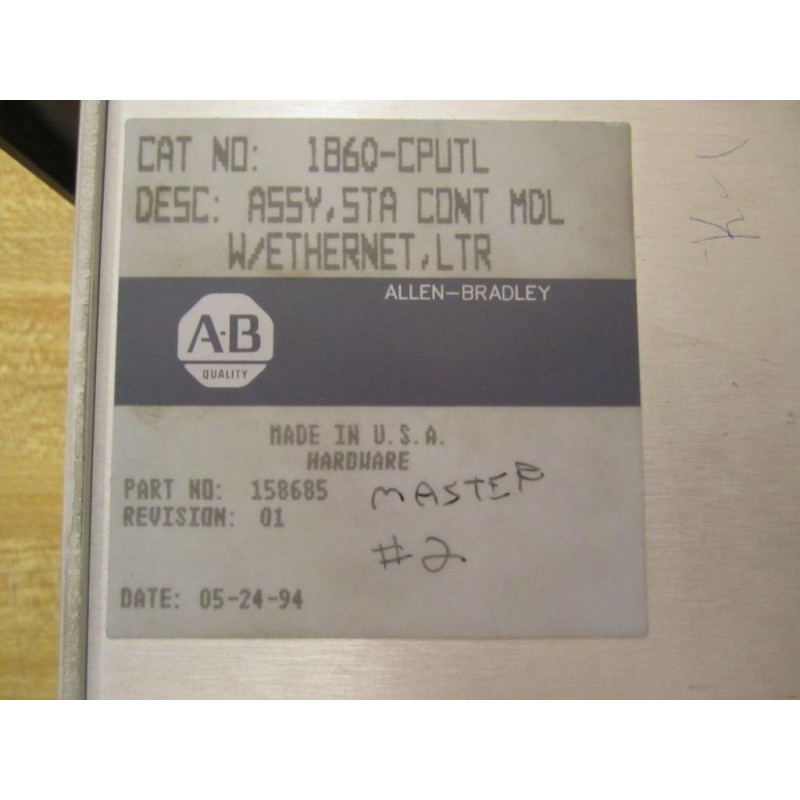 CAT NO: 1860-CPUTL
DESC: ASSY,STA CONT MDL
W/ETHERNET,LTR
ALLEN-BRADLEY
A·B
QUALITY
MADE IN U.S.A.
HARDWARE
PART NO: 158685
REVISION: 01
MASTER
#2
DATE: 05-24-94